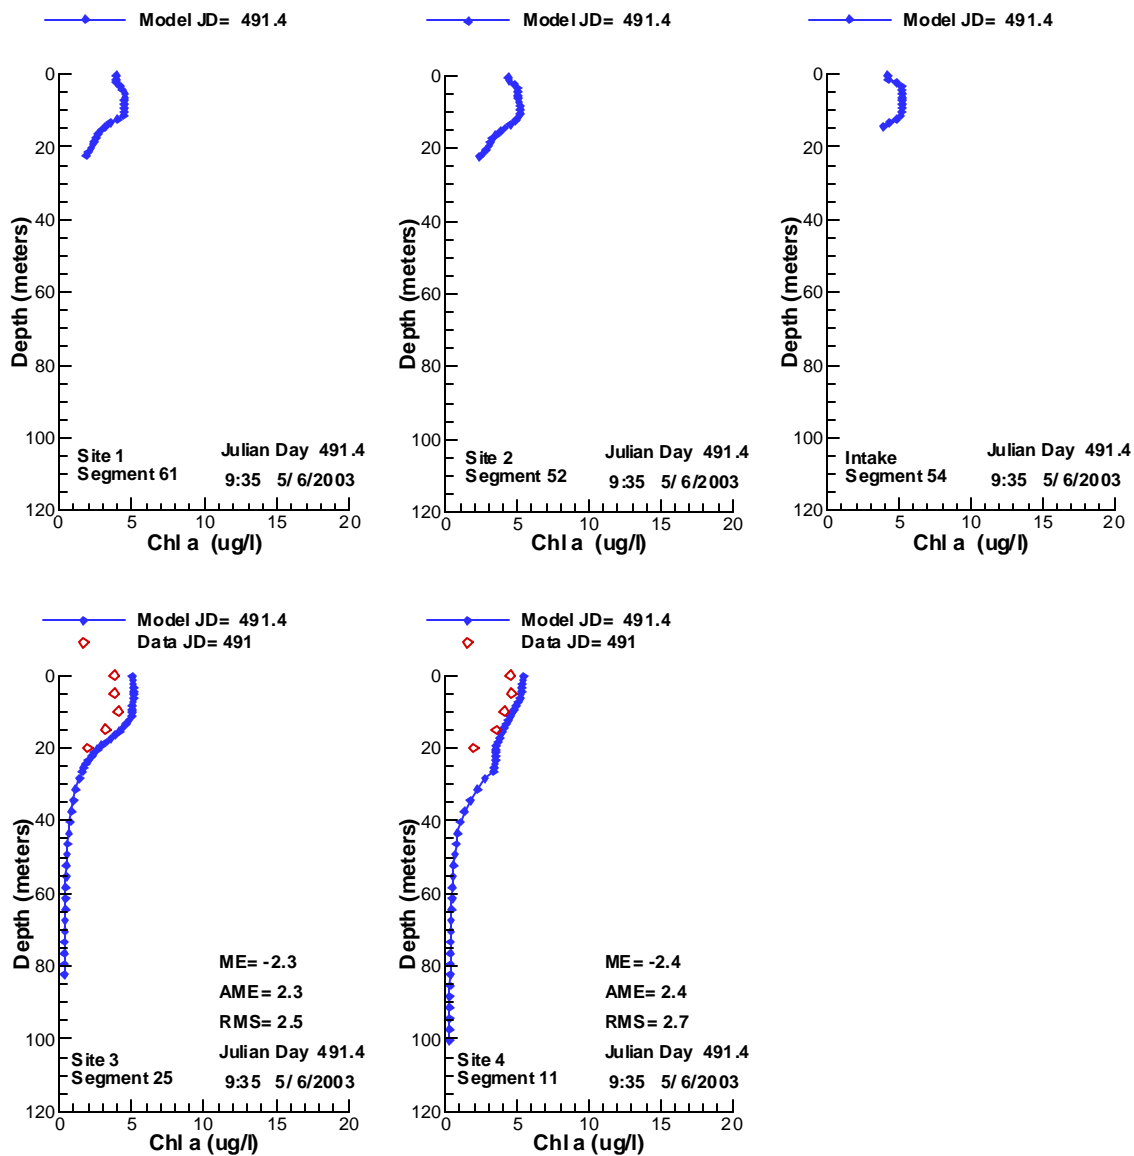 Model JD= 491.4
0
20
40
60
80
100
120
Depth (meters)
Site 1
Segment 61
Julian Day 491.4
9:35 5/ 6/2003
0 5 10 15 20
Chl a (ug/l)
Model JD= 491.4
0
20
40
60
80
100
120
Depth (meters)
Site 2
Segment 52
Julian Day 491.4
9:35 5/ 6/2003
0 5 10 15 20
Chl a (ug/l)
Model JD= 491.4
0
20
40
60
80
100
120
Depth (meters)
Intake
Segment 54
Julian Day 491.4
9:35 5/ 6/2003
0 5 10 15 20
Chl a (ug/l)
Model JD= 491.4
Data JD= 491
0
20
40
60
80
100
120
Depth (meters)
ME= -2.3
AME= 2.3
RMS= 2.5
Site 3
Segment 25
Julian Day 491.4
9:35 5/ 6/2003
0 5 10 15 20
Chl a (ug/l)
Model JD= 491.4
Data JD= 491
0
20
40
60
80
100
120
Depth (meters)
ME= -2.4
AME= 2.4
RMS= 2.7
Site 4
Segment 11
Julian Day 491.4
9:35 5/ 6/2003
0 5 10 15 20
Chl a (ug/l)